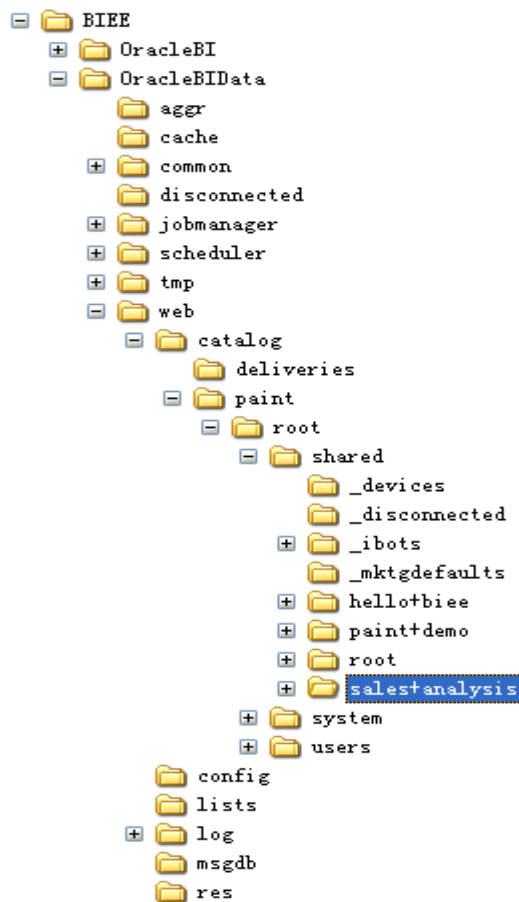 BIEE
OracleBI
OracleBIData
aggr
cache
common
disconnected
jobmanager
scheduler
tmp
web
catalog
deliveries
paint
root
shared
_devices
_disconnected
_ibots
_mktgdefaults
hello+biee
paint+demo
root
sales+analysis
system
users
config
lists
log
msgdb
res